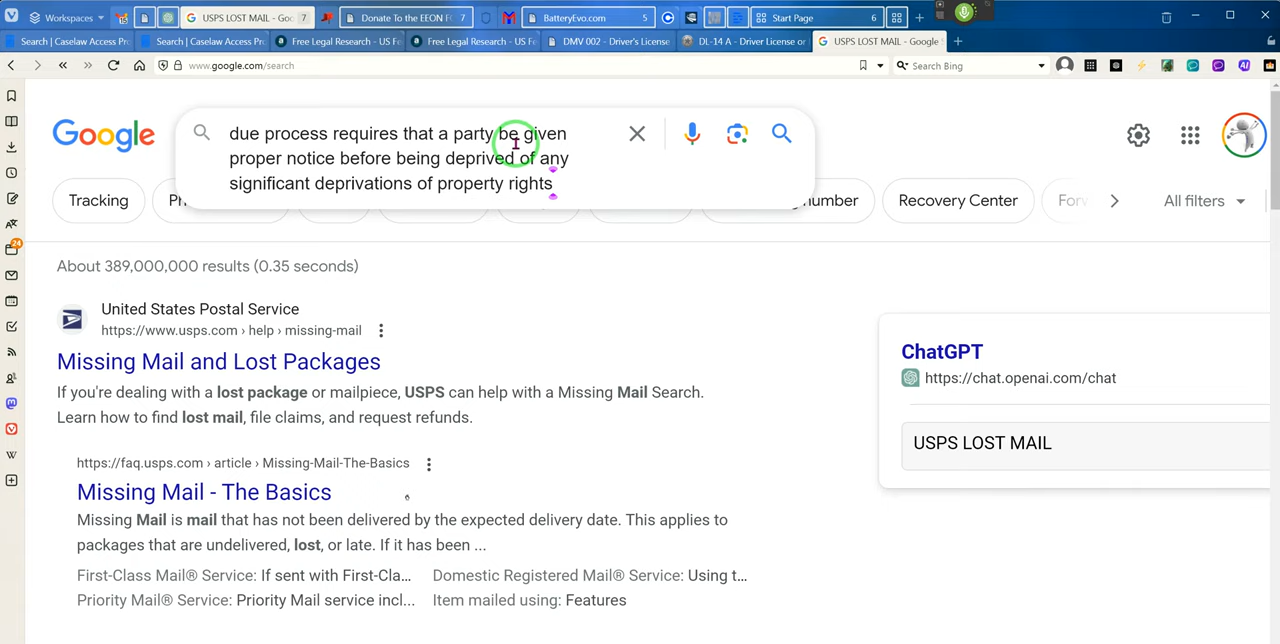 Workspaces
USPS LOST MAIL - Goo
7
Donate To the EEON F
7
BatteryEvo.com
5
Start Page
6
Search | Caselaw Access Pr
Search | Caselaw Access Pro
Free Legal Research - US Fe
Free Legal Research - US Fe
DMV 002 - Driver's License
DL-14 A - Driver License or
USPS LOST MAIL - Google
www.google.com/search
Search Bing
24
Google
due process requires that a party be given
proper notice before being deprived of any
significant deprivations of property rights
Tracking
number
Recovery Center
All filters
About 389,000,000 results (0.35 seconds)
United States Postal Service
https://www.usps.com › help › missing-mail
Missing Mail and Lost Packages
If you're dealing with a lost package or mailpiece, USPS can help with a Missing Mail Search.
Learn how to find lost mail, file claims, and request refunds.
https://faq.usps.com › article › Missing-Mail-The-Basics
Missing Mail - The Basics
Missing Mail is mail that has not been delivered by the expected delivery date. This applies to
packages that are undelivered, lost, or late. If it has been ...
First-Class Mail® Service: If sent with First-Cla...
Domestic Registered Mail® Service: Using t...
Priority Mail® Service: Priority Mail service incl...
Item mailed using: Features
ChatGPT
https://chat.openai.com/chat
USPS LOST MAIL